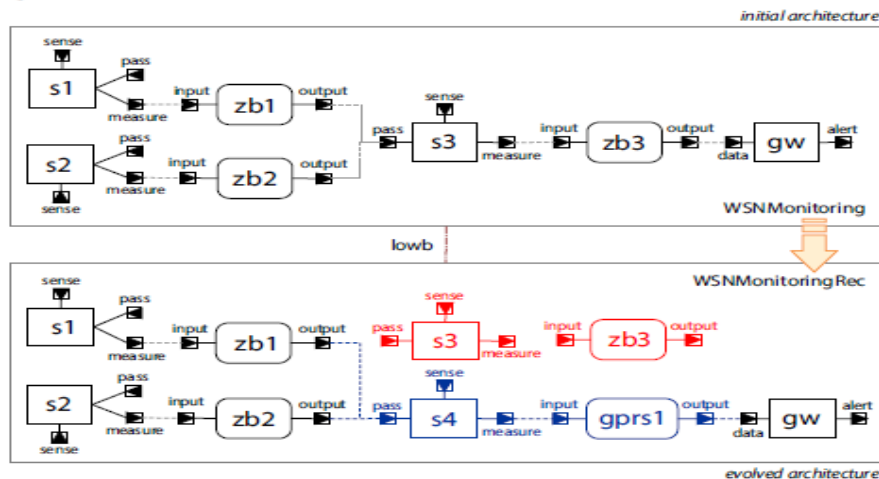 initial architecture
sense
pass
s1
input
output
zb1
measure
sense
pass
input
output
alert
pass
s3
zb3
gw
measure
data
s2
input
output
zb2
measure
sense
WSNMonitoring
lowb
WSNMonitoringRec
sense
pass
s1
input
output
zb1
measure
sense
pass
s3
measure
input
output
zb3
pass
s2
input
output
zb2
measure
sense
sense
pass
s4
measure
input
output
gprs1
data
gw
alert
evolved architecture